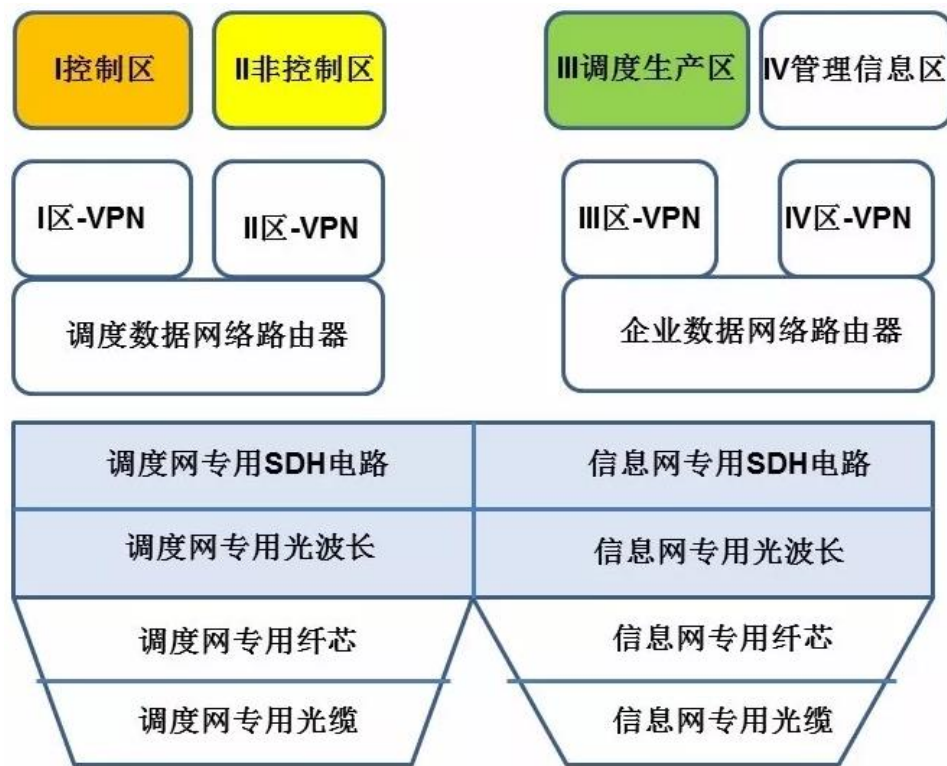 I控制区
II非控制区
III调度生产区
IV管理信息区
I区-VPN
II区-VPN
III区-VPN
IV区-VPN
调度数据网络路由器
企业数据网络路由器
调度网专用SDH电路
信息网专用SDH电路
调度网专用光波长
信息网专用光波长
调度网专用纤芯
信息网专用纤芯
调度网专用光缆
信息网专用光缆